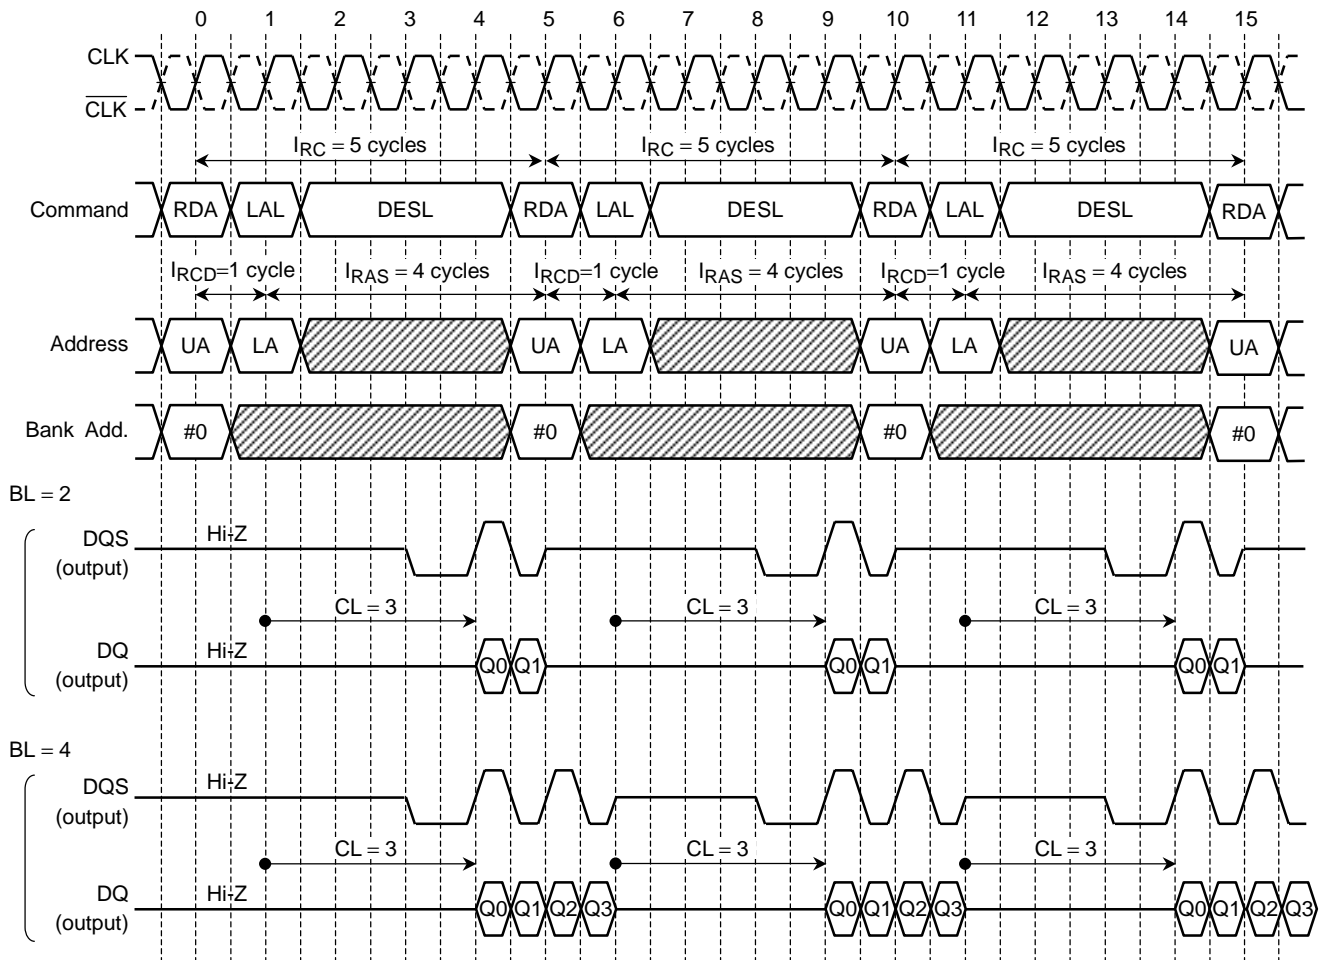 0 1 2 3 4 5 6 7 8 9 10 11 12 13 14 15
CLK
CLK
IRC = 5 cycles IRC = 5 cycles IRC = 5 cycles
Command RDA LAL DESL RDA LAL DESL RDA LAL DESL RDA
IRCD=1 cycle IRAS = 4 cycles IRCD=1 cycle IRAS = 4 cycles IRCD=1 cycle IRAS = 4 cycles
Address UA LA UA LA UA LA UA
Bank Add. #0 #0 #0 #0
BL = 2
DQS Hi-Z
(output)
CL = 3 CL = 3 CL = 3
DQ Hi-Z Q0 Q1 Q0 Q1 Q0 Q1
(output)
BL = 4
DQS Hi-Z
(output)
CL = 3 CL = 3 CL = 3
DQ Hi-Z Q0 Q1 Q2 Q3 Q0 Q1 Q2 Q3 Q0 Q1 Q2 Q3
(output)